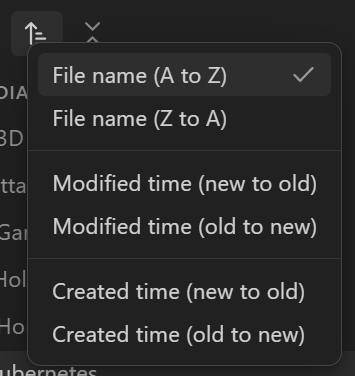 File name (A to Z)
File name (Z to A)
Modified time (new to old)
Modified time (old to new)
Created time (new to old)
Created time (old to new)